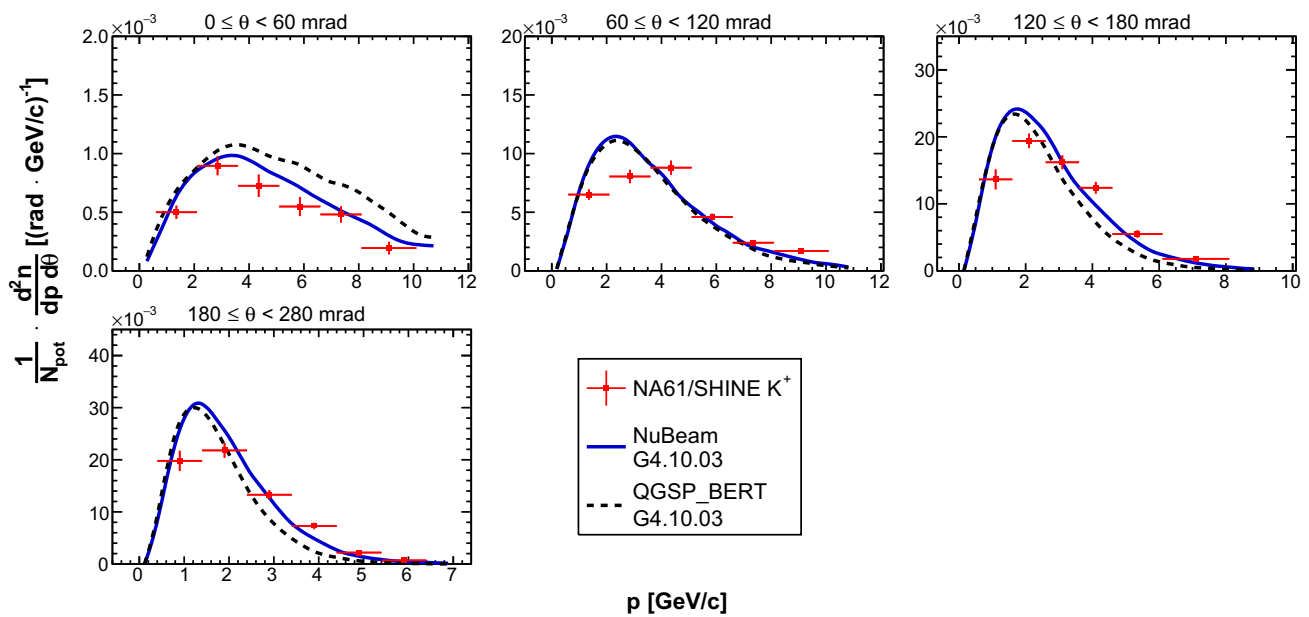 ×10⁻³ 0 ≤ θ < 60 mrad
2.0
1.5
1.0
0.5
0.0
0 2 4 6 8 10 12
×10⁻³ 60 ≤ θ < 120 mrad
20
15
10
5
0
0 2 4 6 8 10 12
×10⁻³ 120 ≤ θ < 180 mrad
30
20
10
0
0 2 4 6 8 10
1/N_pot · d²n/dp dθ [(rad · GeV/c)⁻¹]
×10⁻³ 180 ≤ θ < 280 mrad
40
30
20
10
0
0 1 2 3 4 5 6 7
NA61/SHINE K⁺
NuBeam
G4.10.03
QGSP_BERT
G4.10.03
p [GeV/c]